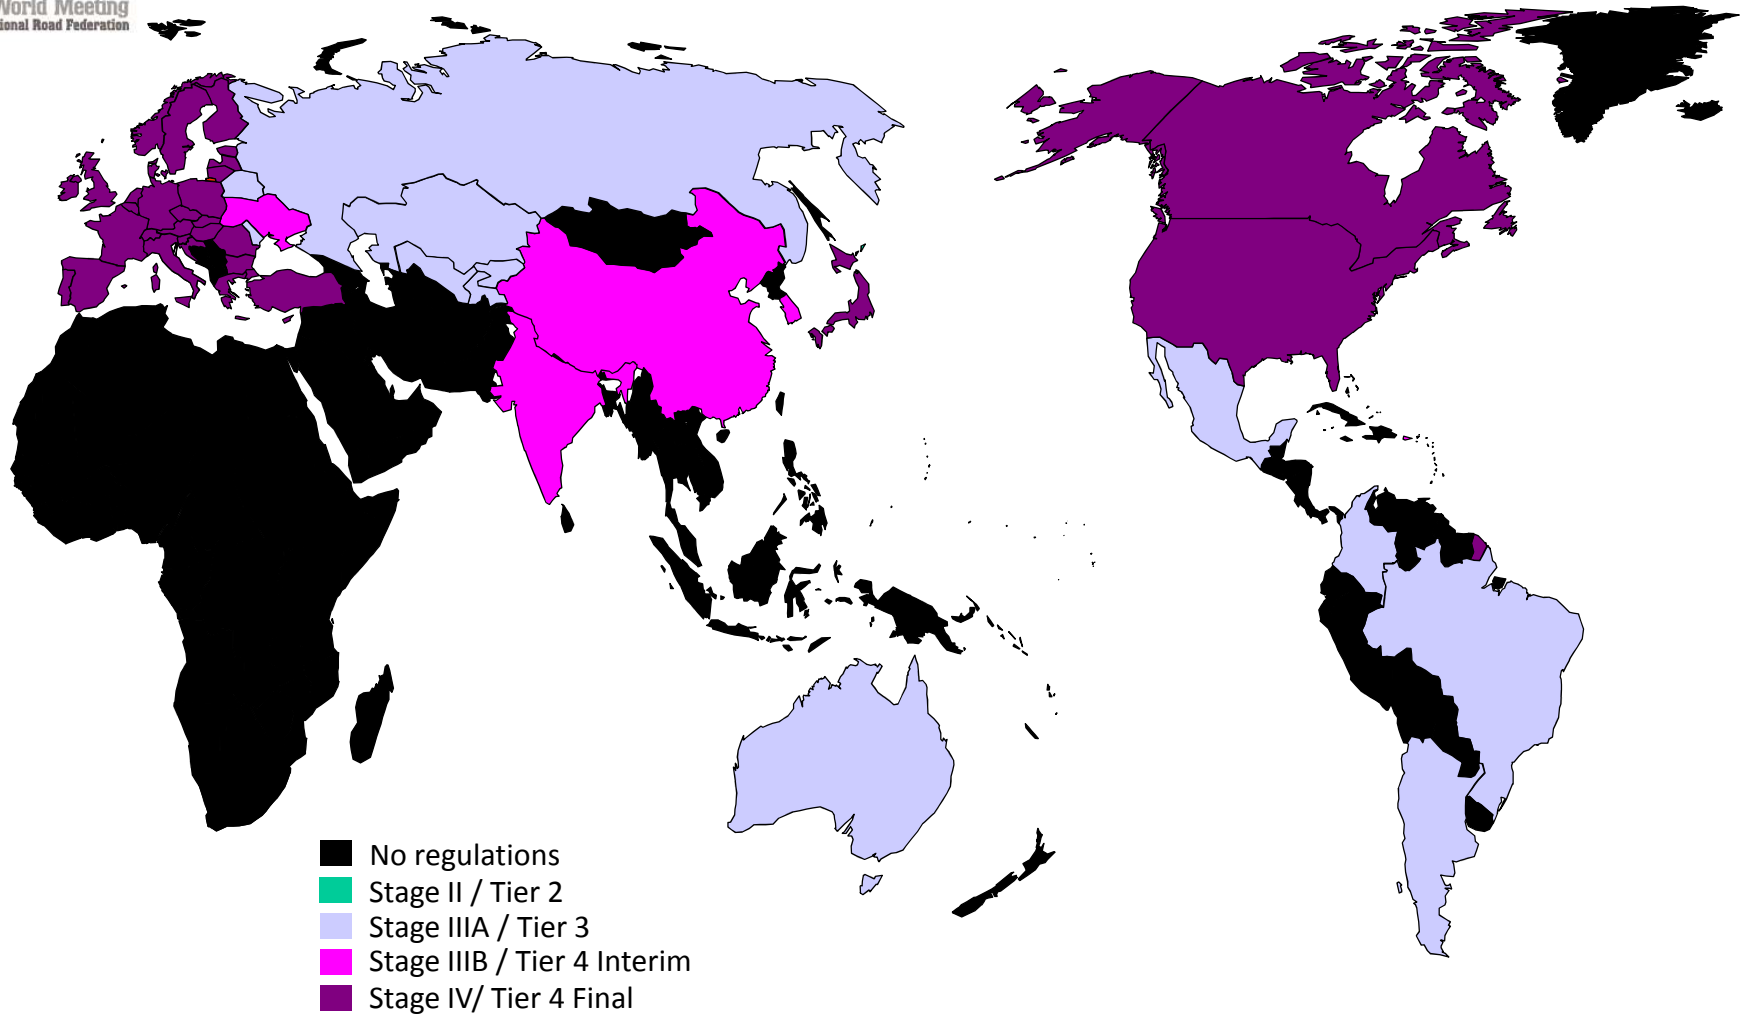 World Meeting
ional Road Federation
No regulations
Stage II / Tier 2
Stage IIIA / Tier 3
Stage IIIB / Tier 4 Interim
Stage IV/ Tier 4 Final